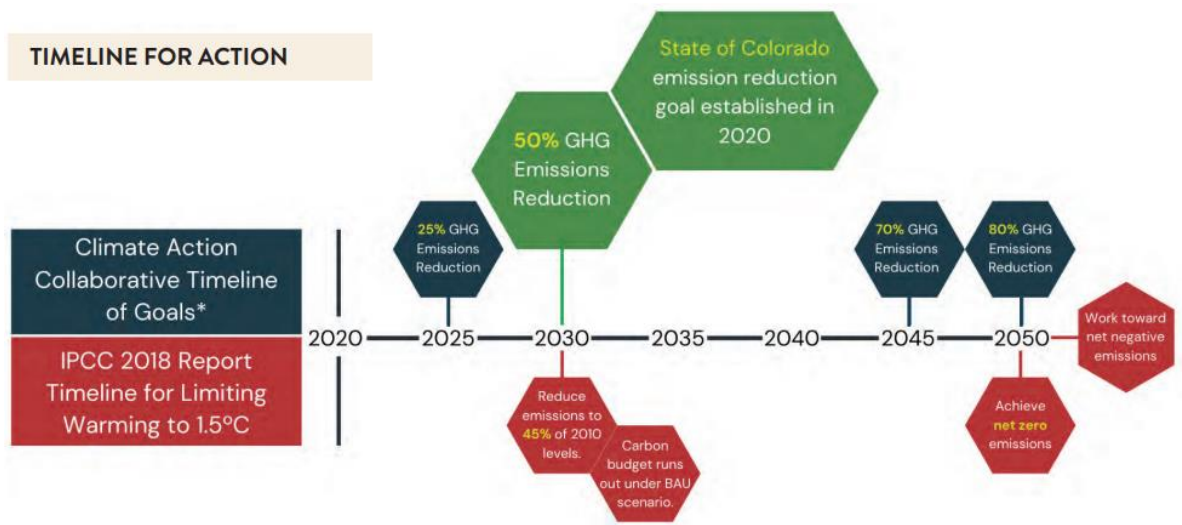 TIMELINE FOR ACTION
State of Colorado
emission reduction
goal established in
2020
50% GHG
Emissions
Reduction
25% GHG
Emissions
Reduction
70% GHG
Emissions
Reduction
80% GHG
Emissions
Reduction
Climate Action
Collaborative Timeline
of Goals*
IPCC 2018 Report
Timeline for Limiting
Warming to 1.5ºC
2020 2025 2030 2035 2040 2045 2050
Work toward
net negative
emissions
Reduce
emissions to
45% of 2010
levels.
Carbon
budget runs
out under BAU
scenario.
Achieve
net zero
emissions